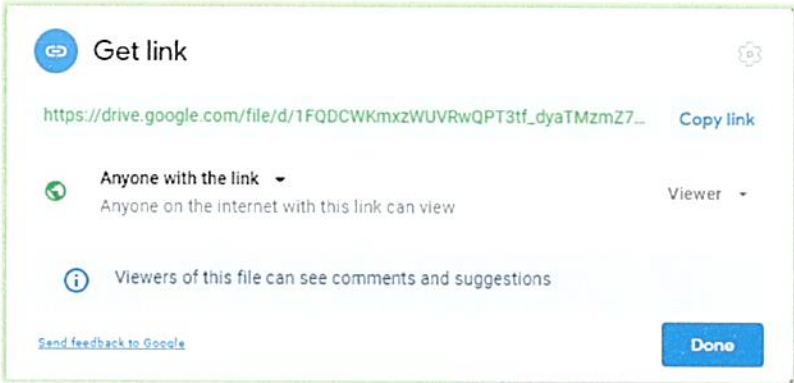 Get link
https://drive.google.com/file/d/1FQDCWKmxzWUVRwQPT3tf_dyaTMzmZ7... Copy link
Anyone with the link
Anyone on the internet with this link can view
Viewer
Viewers of this file can see comments and suggestions
Send feedback to Google
Done